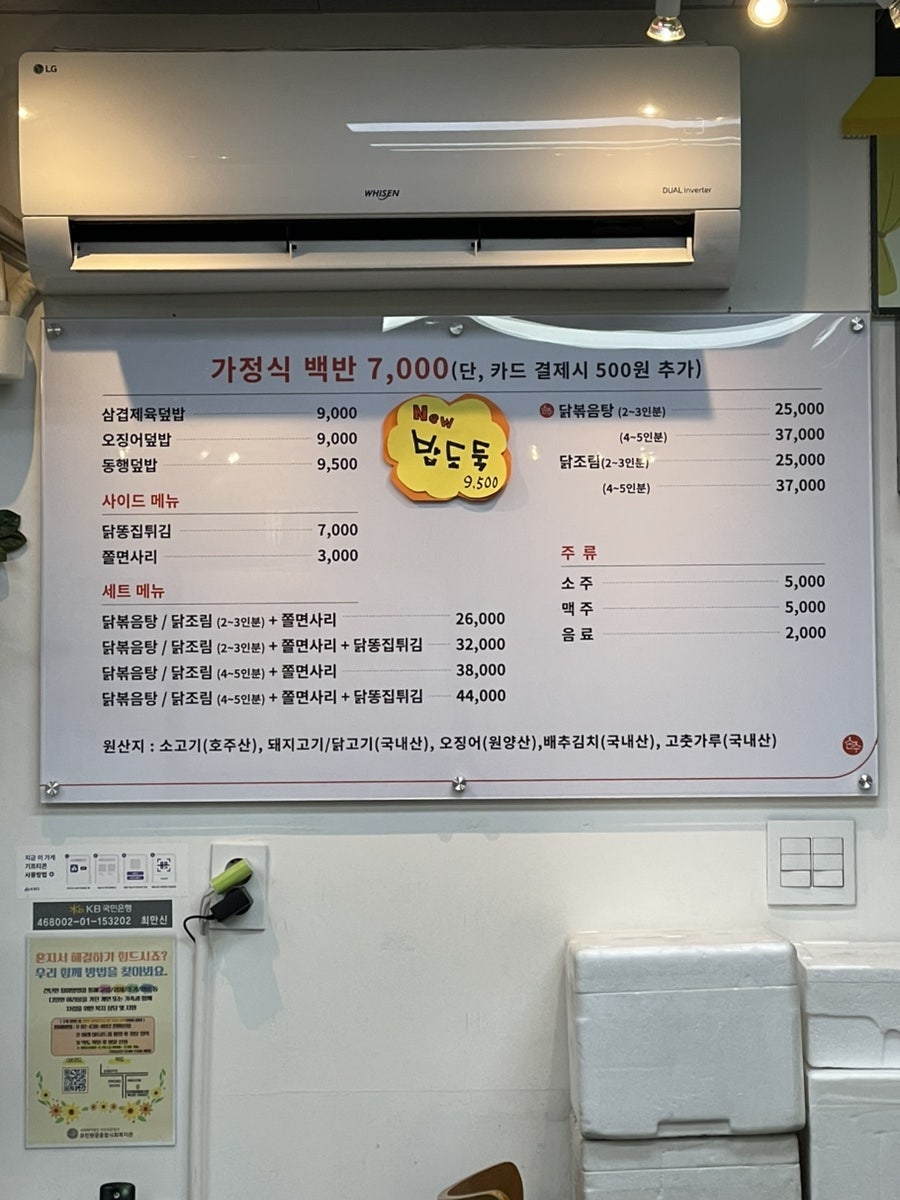 LG
WHISEN
DUAL Inverter
가정식 백반 7,000(단, 카드 결제시 500원 추가)
삼겹제육덮밥 9,000
오징어덮밥 9,000
동행덮밥 9,500
사이드 메뉴
닭똥집튀김 7,000
쫄면사리 3,000
New
9.500
닭볶음탕 (2~3인분) 25,000
(4~5인분) 37,000
닭조림(2~3인분) 25,000
(4~5인분) 37,000
주 류
소 주 5,000
맥 주 5,000
음 료 2,000
세트 메뉴
닭볶음탕 / 닭조림 (2~3인분) + 쫄면사리 26,000
닭볶음탕 / 닭조림 (2~3인분) + 쫄면사리 + 닭똥집튀김 32,000
닭볶음탕 / 닭조림 (4~5인분) + 쫄면사리 38,000
닭볶음탕 / 닭조림 (4~5인분) + 쫄면사리 + 닭똥집튀김 44,000
원산지 : 소고기(호주산), 돼지고기/닭고기(국내산), 오징어(원양산),배추김치(국내산), 고춧가루(국내산)
지금 이 가게
기프티콘
사용방법
KB국민은행
468002-01-153202 최만신
혼자서 해결하기 힘드시죠?
우리 함께 방법을 찾아봐요.